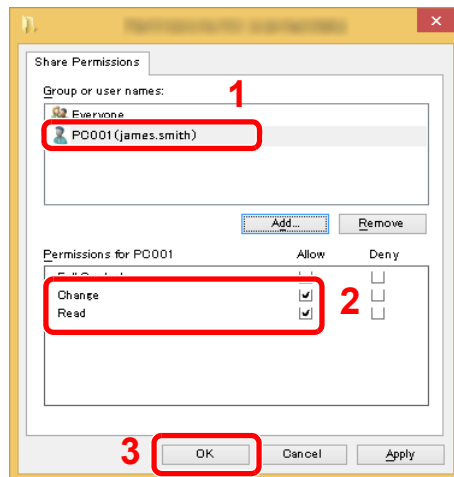 Share Permissions
Group or user names:
1
Everyone
PC001(james.smith)
Add... Remove
Permissions for PC001 Allow Deny
Change
2
Read
3 OK Cancel Apply